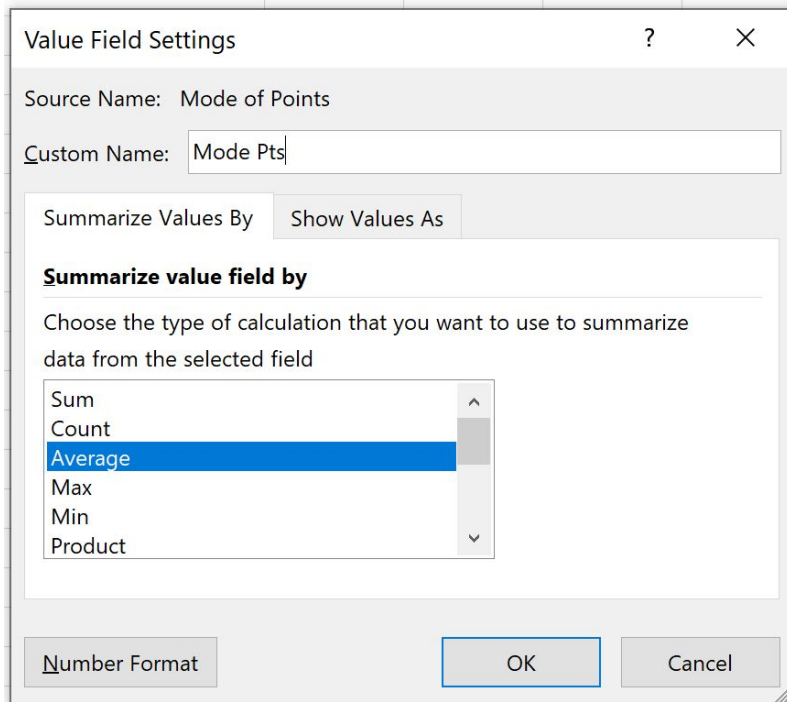 Value Field Settings ? ×
Source Name: Mode of Points
Custom Name: Mode Pts
Summarize Values By Show Values As
Summarize value field by
Choose the type of calculation that you want to use to summarize
data from the selected field
Sum
Count
Average
Max
Min
Product
Number Format OK Cancel